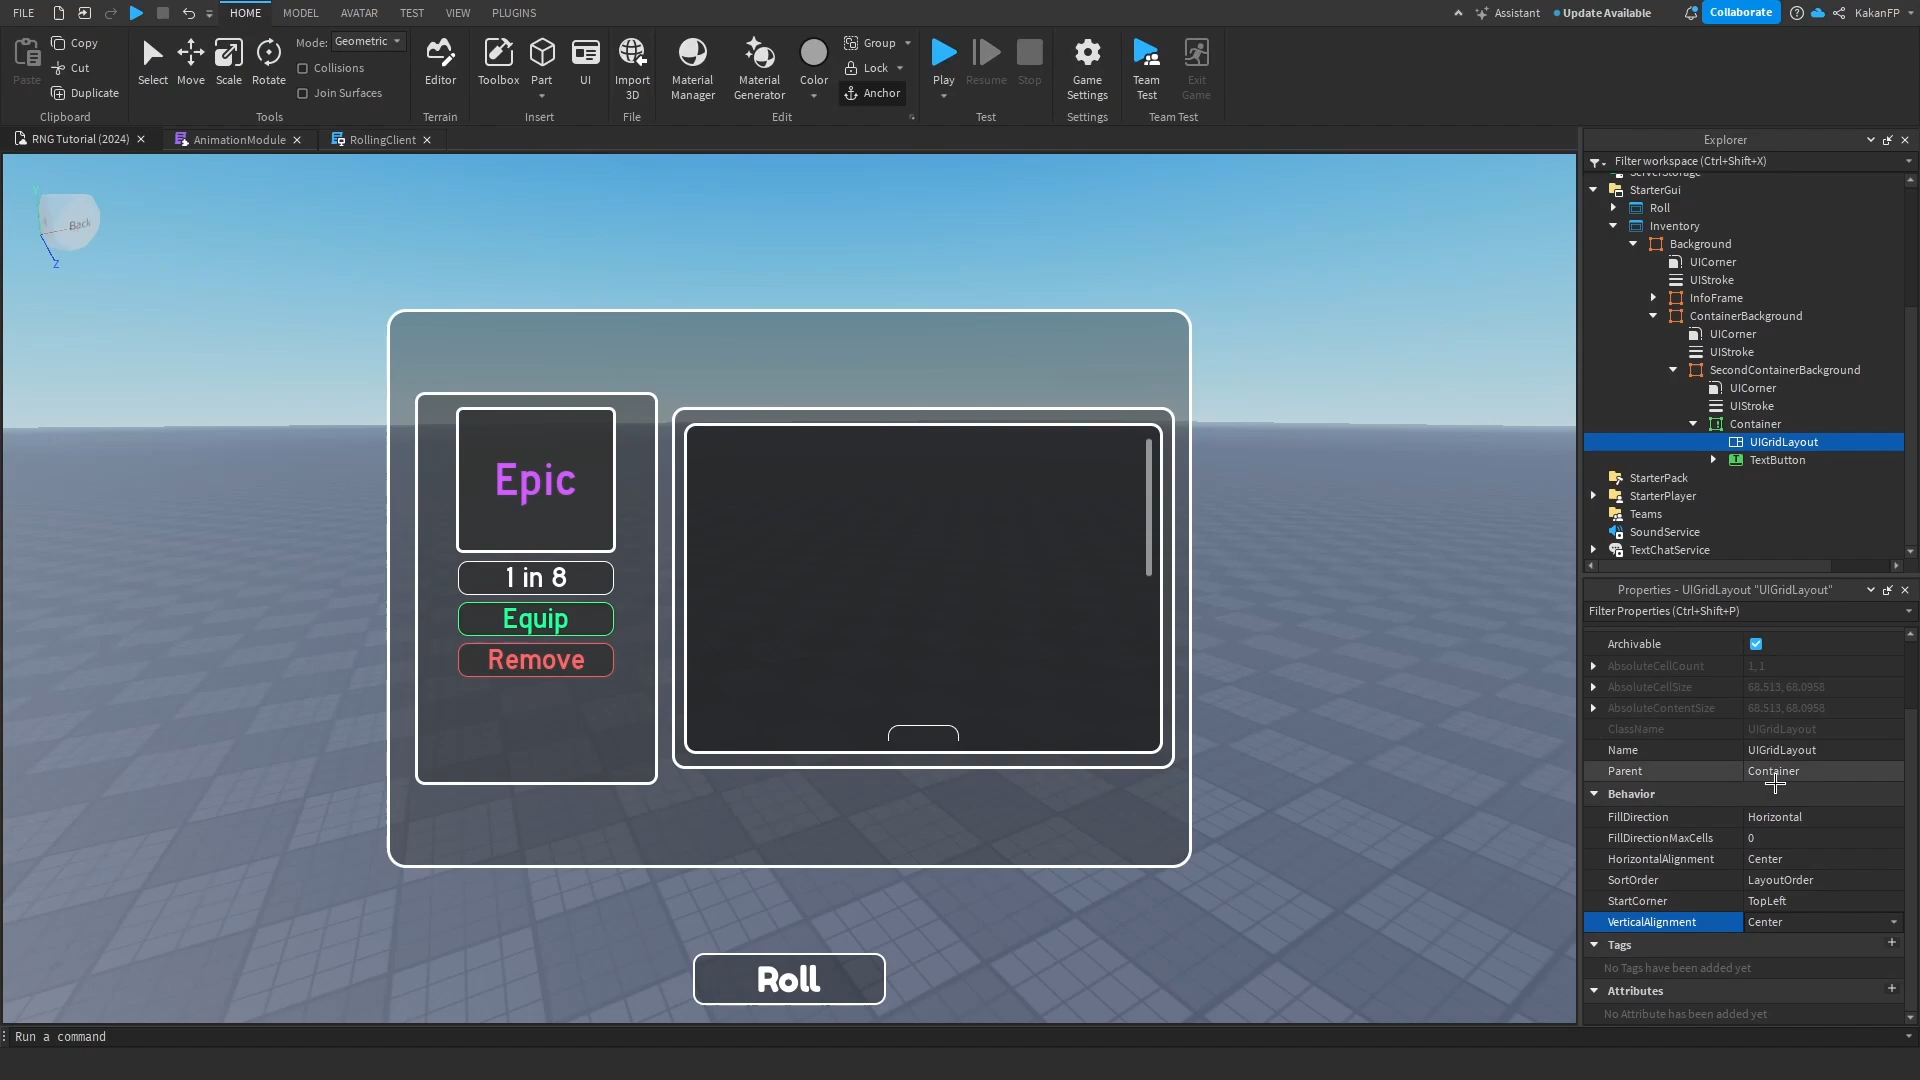 FILE
HOME
MODEL
AVATAR
TEST
VIEW
PLUGINS
Assistant
Update Available
Collaborate
KakanFP
Paste
Copy
Cut
Duplicate
Clipboard
Select
Move
Scale
Rotate
Mode:
Geometric
Collisions
Join Surfaces
Tools
Editor
Terrain
Toolbox
Part
UI
Insert
Import
3D
File
Material
Manager
Material
Generator
Color
Group
Lock
Anchor
Edit
Play
Resume
Stop
Test
Game
Settings
Settings
Team
Test
Exit
Game
Team Test
RNG Tutorial (2024)
AnimationModule
RollingClient
Back
Y
Z
Epic
1 in 8
Equip
Remove
Roll
Explorer
Filter workspace (Ctrl+Shift+X)
ServerStorage
StarterGui
Roll
Inventory
Background
UICorner
UIStroke
InfoFrame
ContainerBackground
UICorner
UIStroke
SecondContainerBackground
UICorner
UIStroke
Container
UIGridLayout
TextButton
StarterPack
StarterPlayer
Teams
SoundService
TextChatService
Properties - UIGridLayout "UIGridLayout"
Filter Properties (Ctrl+Shift+P)
Archivable
AbsoluteCellCount 1, 1
AbsoluteCellSize 68.513, 68.0958
AbsoluteContentSize 68.513, 68.0958
ClassName UIGridLayout
Name UIGridLayout
Parent Container
Behavior
FillDirection Horizontal
FillDirectionMaxCells 0
HorizontalAlignment Center
SortOrder LayoutOrder
StartCorner TopLeft
VerticalAlignment Center
Tags
No Tags have been added yet
Attributes
No Attribute has been added yet
Run a command